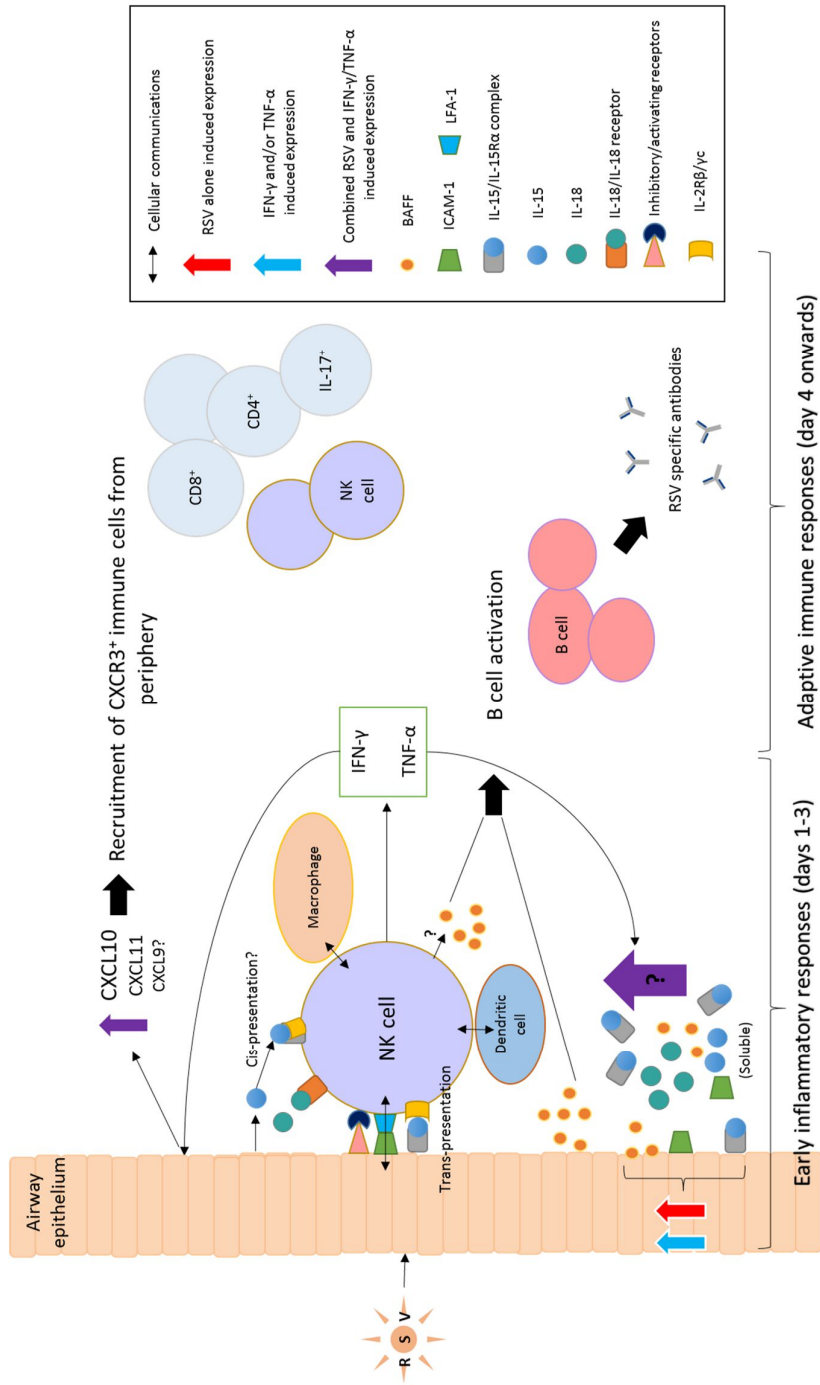 Airway
epithelium
R S V
CXCL10
CXCL11
CXCL9?
Recruitment of CXCR3⁺ immune cells from
periphery
Cis-presentation?
Macrophage
NK cell
Dendritic
cell
Trans-presentation
?
IFN-γ
TNF-α
CD8⁺
CD4⁺
IL-17⁺
NK
cell
B cell activation
B cell
RSV specific antibodies
?
(Soluble)
Early inflammatory responses (days 1-3)
Adaptive immune responses (day 4 onwards)
Cellular communications
RSV alone induced expression
IFN-γ and/or TNF-α
induced expression
Combined RSV and IFN-γ/TNF-α
induced expression
BAFF
ICAM-1
LFA-1
IL-15/IL-15Rα complex
IL-15
IL-18
IL-18/IL-18 receptor
Inhibitory/activating receptors
IL-2Rβ/γc